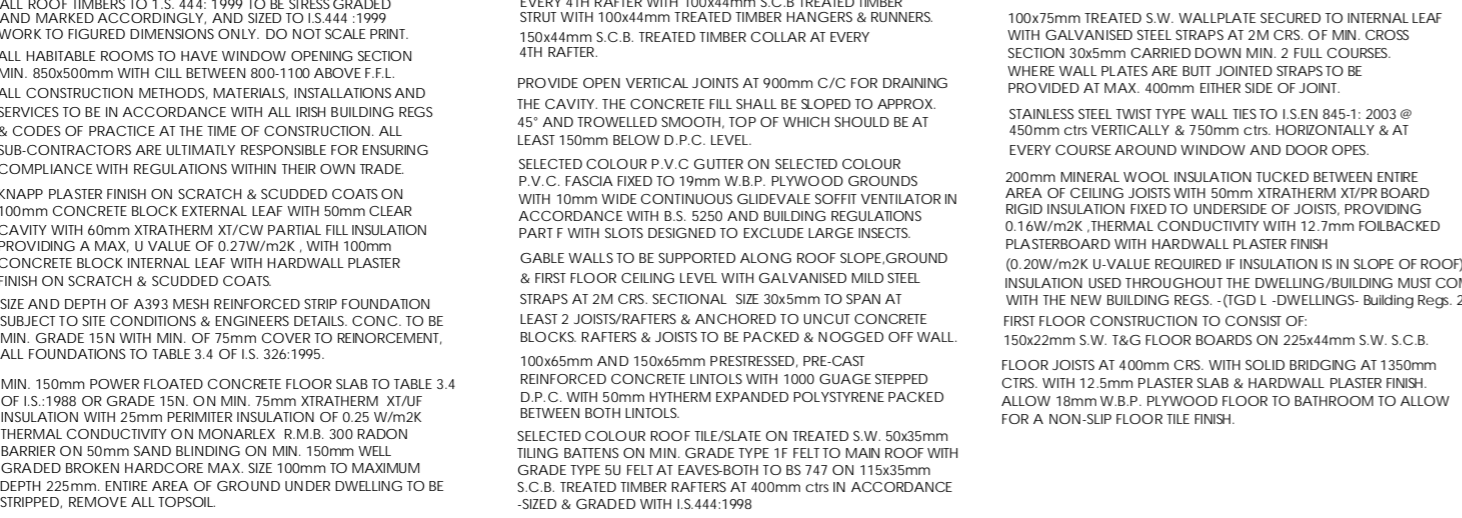 ALL ROOF TIMBERS TO 1.S. 444: 1999 TO BE STRESS GRADED
AND MARKED ACCORDINGLY, AND SIZED TO I.S.444 :1999
WORK TO FIGURED DIMENSIONS ONLY. DO NOT SCALE PRINT.
ALL HABITABLE ROOMS TO HAVE WINDOW OPENING SECTION
MIN. 850x500mm WITH CILL BETWEEN 800-1100 ABOVE F.F.L.
ALL CONSTRUCTION METHODS, MATERIALS, INSTALLATIONS AND
SERVICES TO BE IN ACCORDANCE WITH ALL IRISH BUILDING REGS
& CODES OF PRACTICE AT THE TIME OF CONSTRUCTION. ALL
SUB-CONTRACTORS ARE ULTIMATLY RESPONSIBLE FOR ENSURING
COMPLIANCE WITH REGULATIONS WITHIN THEIR OWN TRADE.
KNAPP PLASTER FINISH ON SCRATCH & SCUDDED COATS ON
100mm CONCRETE BLOCK EXTERNAL LEAF WITH 50mm CLEAR
CAVITY WITH 60mm XTRATHERM XT/CW PARTIAL FILL INSULATION
PROVIDING A MAX, U VALUE OF 0.27W/m2K , WITH 100mm
CONCRETE BLOCK INTERNAL LEAF WITH HARDWALL PLASTER
FINISH ON SCRATCH & SCUDDED COATS.
SIZE AND DEPTH OF A393 MESH REINFORCED STRIP FOUNDATION
SUBJECT TO SITE CONDITIONS & ENGINEERS DETAILS. CONC. TO BE
MIN. GRADE 15N WITH MIN. OF 75mm COVER TO REINORCEMENT,
ALL FOUNDATIONS TO TABLE 3.4 OF I.S. 326:1995.
MIN. 150mm POWER FLOATED CONCRETE FLOOR SLAB TO TABLE 3.4
OF I.S.:1988 OR GRADE 15N. ON MIN. 75mm XTRATHERM XT/UF
INSULATION WITH 25mm PERIMITER INSULATION OF 0.25 W/m2K
THERMAL CONDUCTIVITY ON MONARLEX R.M.B. 300 RADON
BARRIER ON 50mm SAND BLINDING ON MIN. 150mm WELL
GRADED BROKEN HARDCORE MAX. SIZE 100mm TO MAXIMUM
DEPTH 225mm. ENTIRE AREA OF GROUND UNDER DWELLING TO BE
STRIPPED, REMOVE ALL TOPSOIL.
EVERY 4TH RAFTER WITH 100x44mm S.C.B TREATED TIMBER
STRUT WITH 100x44mm TREATED TIMBER HANGERS & RUNNERS.
150x44mm S.C.B. TREATED TIMBER COLLAR AT EVERY
4TH RAFTER.
PROVIDE OPEN VERTICAL JOINTS AT 900mm C/C FOR DRAINING
THE CAVITY. THE CONCRETE FILL SHALL BE SLOPED TO APPROX.
45° AND TROWELLED SMOOTH, TOP OF WHICH SHOULD BE AT
LEAST 150mm BELOW D.P.C. LEVEL.
SELECTED COLOUR P.V.C GUTTER ON SELECTED COLOUR
P.V.C. FASCIA FIXED TO 19mm W.B.P. PLYWOOD GROUNDS
WITH 10mm WIDE CONTINUOUS GLIDEVALE SOFFIT VENTILATOR IN
ACCORDANCE WITH B.S. 5250 AND BUILDING REGULATIONS
PART F WITH SLOTS DESIGNED TO EXCLUDE LARGE INSECTS.
GABLE WALLS TO BE SUPPORTED ALONG ROOF SLOPE,GROUND
& FIRST FLOOR CEILING LEVEL WITH GALVANISED MILD STEEL
STRAPS AT 2M CRS. SECTIONAL SIZE 30x5mm TO SPAN AT
LEAST 2 JOISTS/RAFTERS & ANCHORED TO UNCUT CONCRETE
BLOCKS. RAFTERS & JOISTS TO BE PACKED & NOGGED OFF WALL.
100x65mm AND 150x65mm PRESTRESSED, PRE-CAST
REINFORCED CONCRETE LINTOLS WITH 1000 GUAGE STEPPED
D.P.C. WITH 50mm HYTHERM EXPANDED POLYSTYRENE PACKED
BETWEEN BOTH LINTOLS.
SELECTED COLOUR ROOF TILE/SLATE ON TREATED S.W. 50x35mm
TILING BATTENS ON MIN. GRADE TYPE 1F FELT TO MAIN ROOF WITH
GRADE TYPE 5U FELT AT EAVES-BOTH TO BS 747 ON 115x35mm
S.C.B. TREATED TIMBER RAFTERS AT 400mm ctrs IN ACCORDANCE
-SIZED & GRADED WITH I.S.444:1998
100x75mm TREATED S.W. WALLPLATE SECURED TO INTERNAL LEAF
WITH GALVANISED STEEL STRAPS AT 2M CRS. OF MIN. CROSS
SECTION 30x5mm CARRIED DOWN MIN. 2 FULL COURSES.
WHERE WALL PLATES ARE BUTT JOINTED STRAPS TO BE
PROVIDED AT MAX. 400mm EITHER SIDE OF JOINT.
STAINLESS STEEL TWIST TYPE WALL TIES TO I.S.EN 845-1: 2003 @
450mm ctrs VERTICALLY & 750mm ctrs. HORIZONTALLY & AT
EVERY COURSE AROUND WINDOW AND DOOR OPES.
200mm MINERAL WOOL INSULATION TUCKED BETWEEN ENTIRE
AREA OF CEILING JOISTS WITH 50mm XTRATHERM XT/PR BOARD
RIGID INSULATION FIXED TO UNDERSIDE OF JOISTS, PROVIDING
0.16W/m2K ,THERMAL CONDUCTIVITY WITH 12.7mm FOILBACKED
PLASTERBOARD WITH HARDWALL PLASTER FINISH
(0.20W/m2K U-VALUE REQUIRED IF INSULATION IS IN SLOPE OF ROOF)
INSULATION USED THROUGHOUT THE DWELLING/BUILDING MUST COM
WITH THE NEW BUILDING REGS. -(TGD L -DWELLINGS- Building Regs. 2
FIRST FLOOR CONSTRUCTION TO CONSIST OF:
150x22mm S.W. T&G FLOOR BOARDS ON 225x44mm S.W. S.C.B.
FLOOR JOISTS AT 400mm CRS. WITH SOLID BRIDGING AT 1350mm
CTRS. WITH 12.5mm PLASTER SLAB & HARDWALL PLASTER FINISH.
ALLOW 18mm W.B.P. PLYWOOD FLOOR TO BATHROOM TO ALLOW
FOR A NON-SLIP FLOOR TILE FINISH.